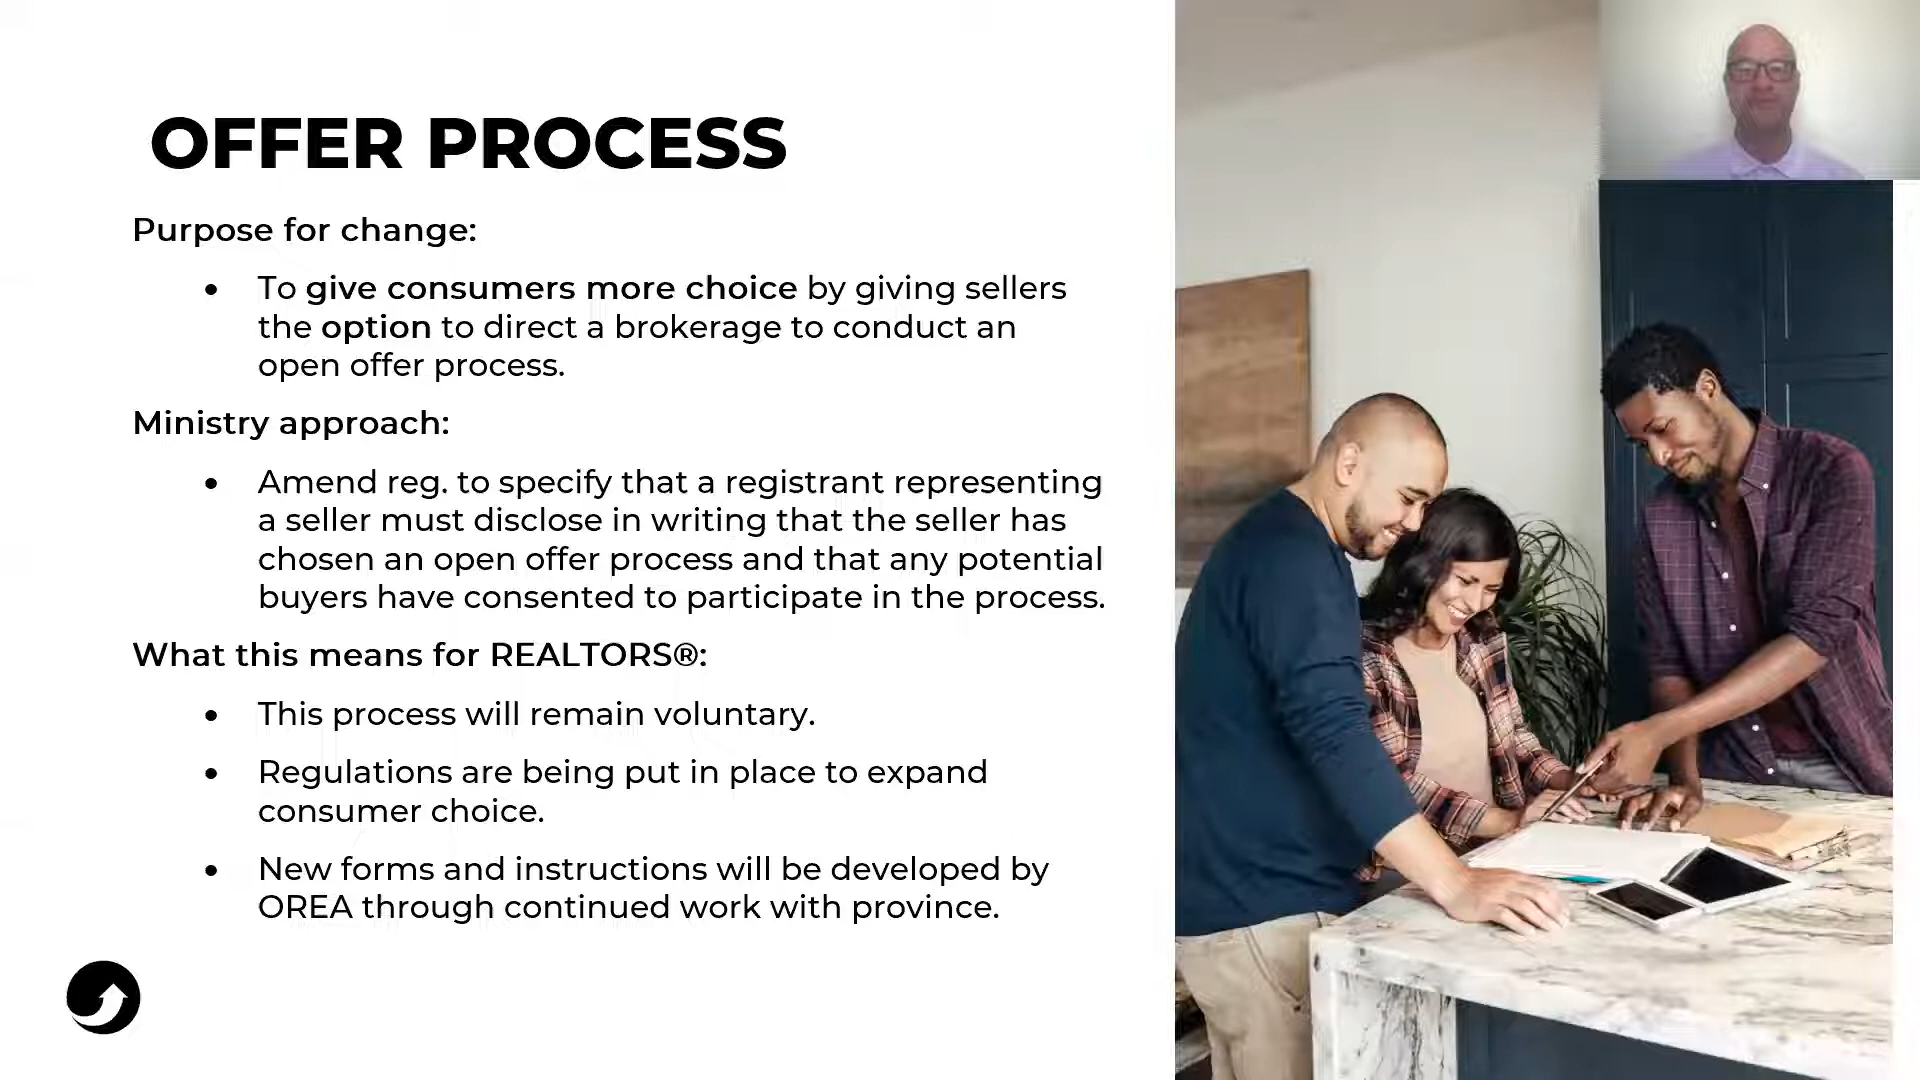 OFFER PROCESS
Purpose for change:
• To give consumers more choice by giving sellers
the option to direct a brokerage to conduct an
open offer process.
Ministry approach:
• Amend reg. to specify that a registrant representing
a seller must disclose in writing that the seller has
chosen an open offer process and that any potential
buyers have consented to participate in the process.
What this means for REALTORS®:
• This process will remain voluntary.
• Regulations are being put in place to expand
consumer choice.
• New forms and instructions will be developed by
OREA through continued work with province.